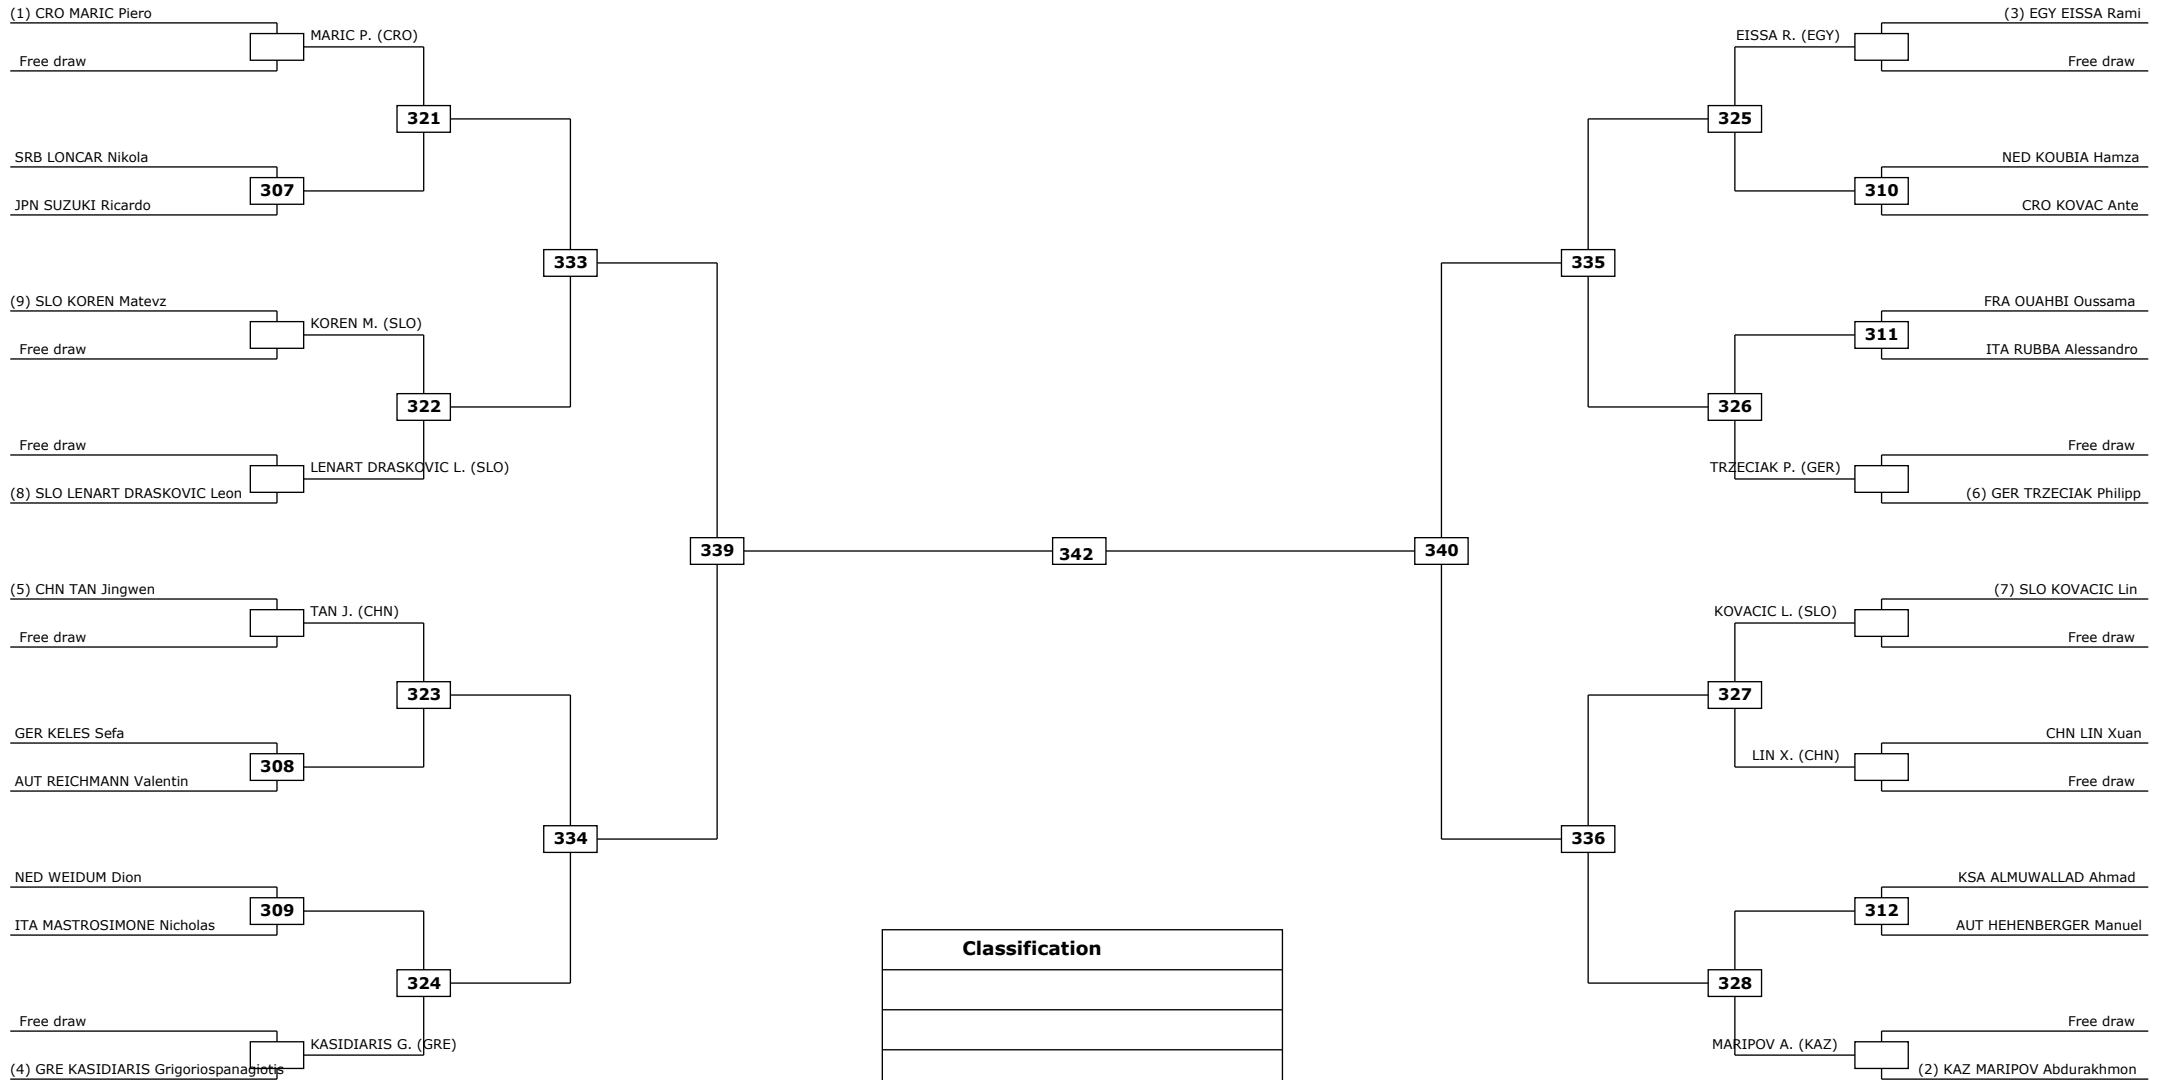 (1) CRO MARIC Piero
MARIC P. (CRO)
Free draw
321
SRB LONCAR Nikola
307
JPN SUZUKI Ricardo
333
(9) SLO KOREN Matevz
KOREN M. (SLO)
Free draw
322
Free draw
LENART DRASKOVIC L. (SLO)
(8) SLO LENART DRASKOVIC Leon
339
(5) CHN TAN Jingwen
TAN J. (CHN)
Free draw
323
GER KELES Sefa
308
AUT REICHMANN Valentin
334
NED WEIDUM Dion
309
ITA MASTROSIMONE Nicholas
324
Free draw
KASIDIARIS G. (GRE)
(4) GRE KASIDIARIS Grigoriospanagiotis
342
(3) EGY EISSA Rami
EISSA R. (EGY)
Free draw
325
NED KOUBIA Hamza
310
CRO KOVAC Ante
335
FRA OUAHBI Oussama
311
ITA RUBBA Alessandro
326
Free draw
TRZECIAK P. (GER)
(6) GER TRZECIAK Philipp
340
(7) SLO KOVACIC Lin
KOVACIC L. (SLO)
Free draw
327
CHN LIN Xuan
LIN X. (CHN)
Free draw
336
KSA ALMUWALLAD Ahmad
312
AUT HEHENBERGER Manuel
328
Free draw
MARIPOV A. (KAZ)
(2) KAZ MARIPOV Abdurakhmon
Classification